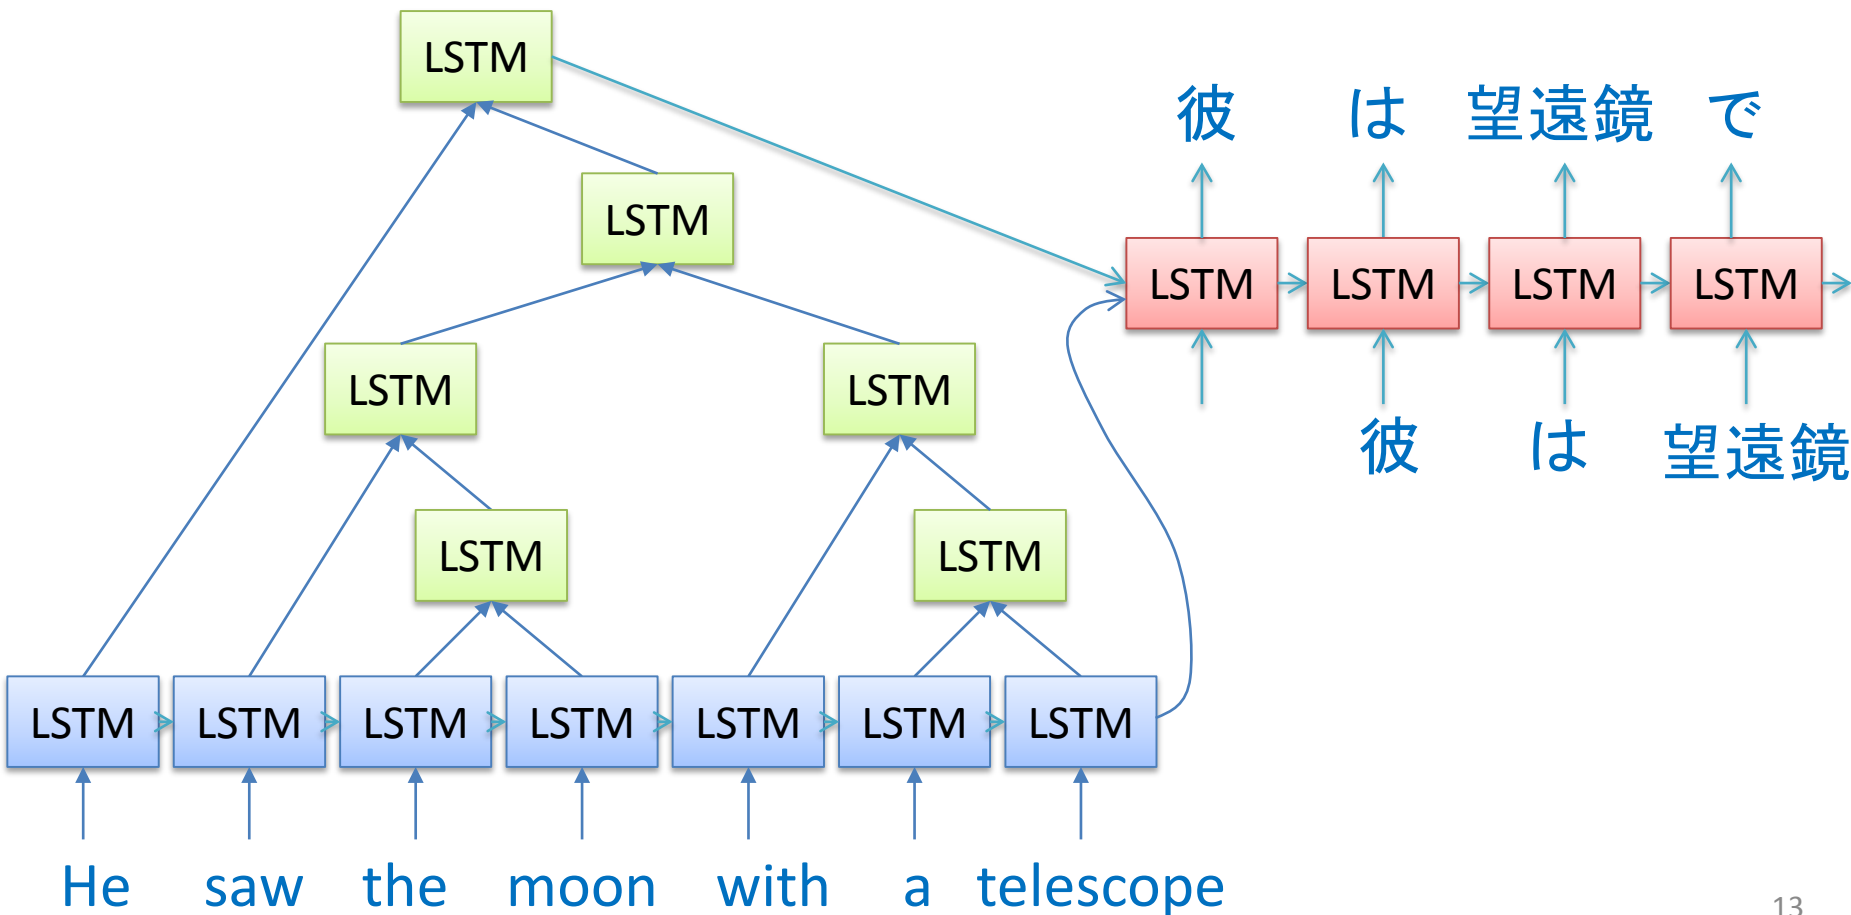 LSTM
彼 は 望遠鏡 で
LSTM
LSTM LSTM LSTM LSTM
LSTM LSTM
彼 は 望遠鏡
LSTM LSTM
LSTM LSTM LSTM LSTM LSTM LSTM LSTM
He saw the moon with a telescope
13